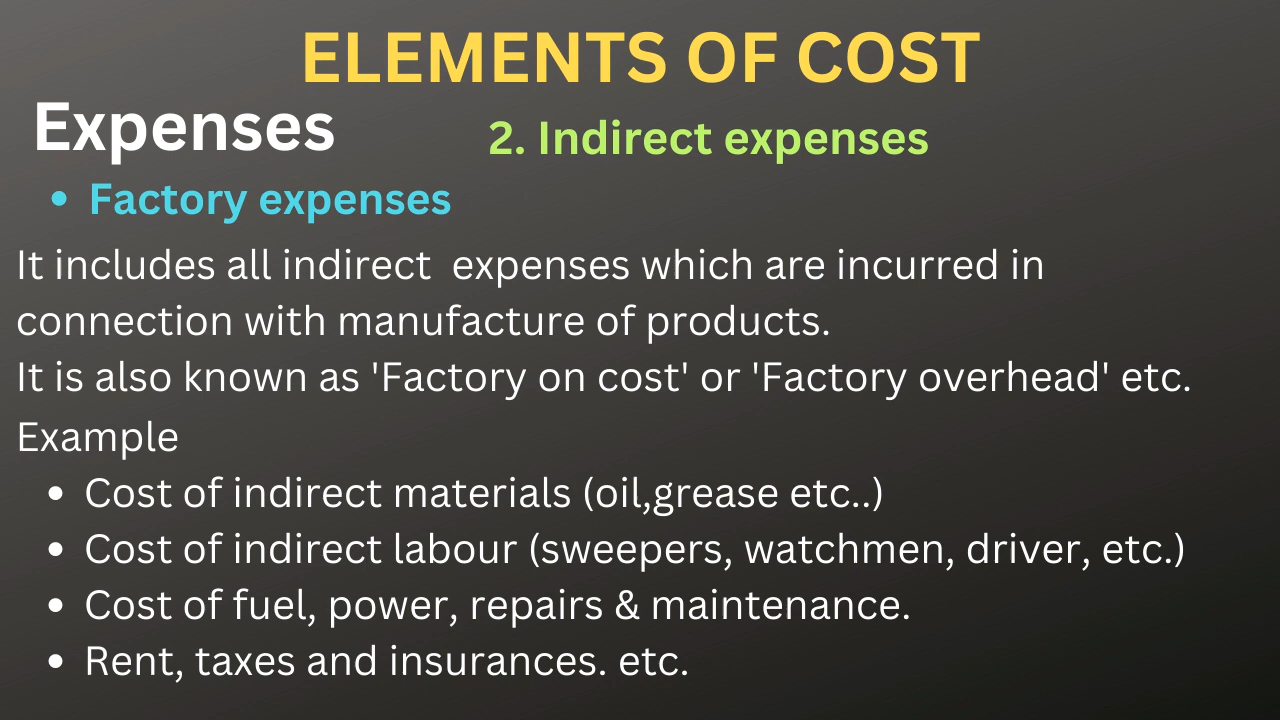 ELEMENTS OF COST
Expenses
2. Indirect expenses
• Factory expenses
It includes all indirect  expenses which are incurred in
connection with manufacture of products.
It is also known as 'Factory on cost' or 'Factory overhead' etc.
Example
• Cost of indirect materials (oil,grease etc..)
• Cost of indirect labour (sweepers, watchmen, driver, etc.)
• Cost of fuel, power, repairs & maintenance.
• Rent, taxes and insurances. etc.